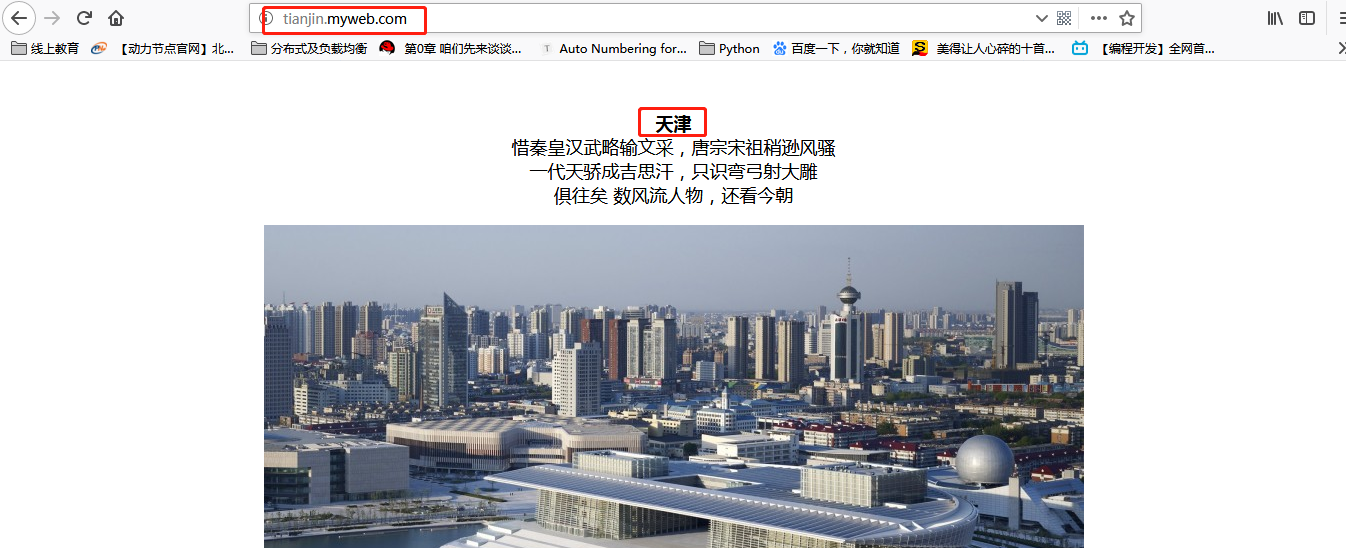 tianjin.myweb.com
线上教育 【动力节点官网】北... 分布式及负载均衡 第0章 咱们先来谈谈... T Auto Numbering for... Python 百度一下，你就知道 S 美得让人心碎的十首... 【编程开发】全网首...
天津
惜秦皇汉武略输文采，唐宗宋祖稍逊风骚
一代天骄成吉思汗，只识弯弓射大雕
俱往矣 数风流人物，还看今朝